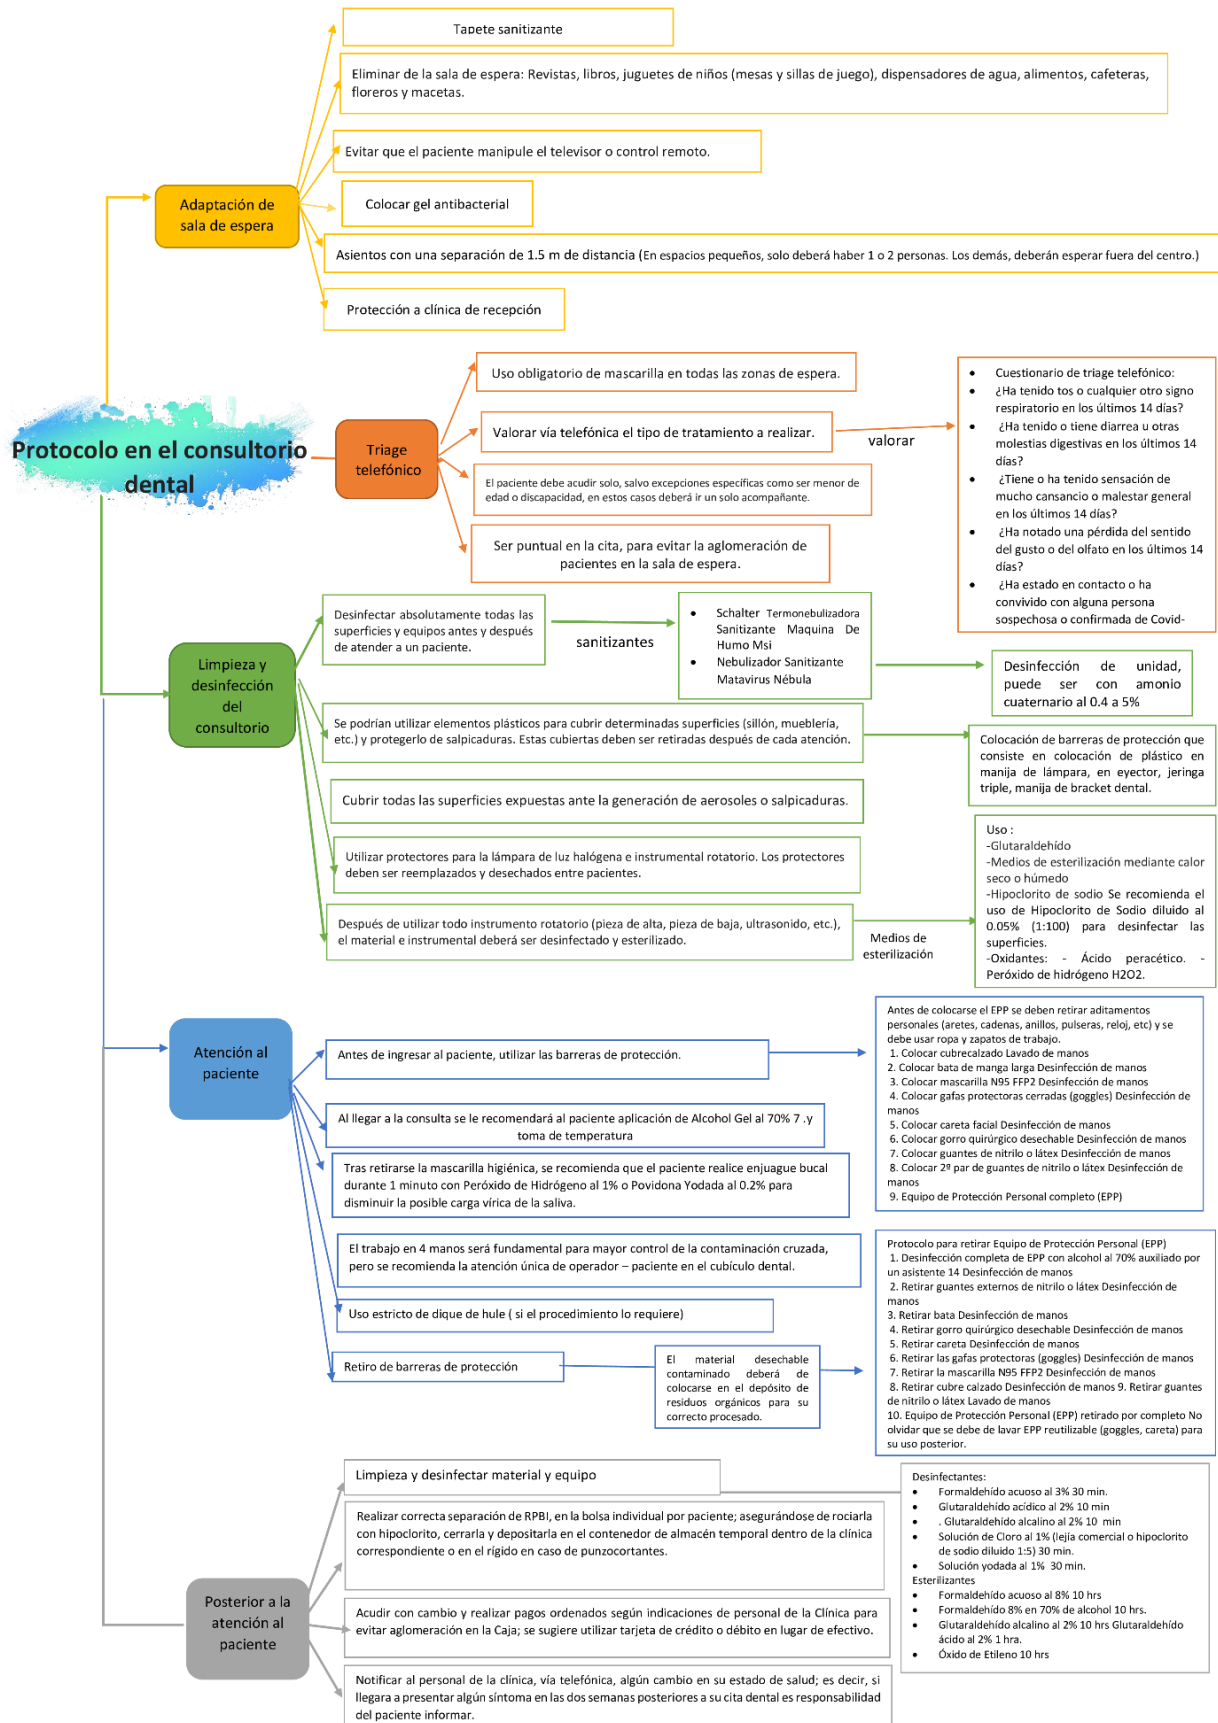 Tapete sanitizante
Eliminar de la sala de espera: Revistas, libros, juguetes de niños (mesas y sillas de juego), dispensadores de agua, alimentos, cafeteras,
floreros y macetas.
Evitar que el paciente manipule el televisor o control remoto.
Adaptación de
sala de espera
Colocar gel antibacterial
Asientos con una separación de 1.5 m de distancia (En espacios pequeños, solo deberá haber 1 o 2 personas. Los demás, deberán esperar fuera del centro.)
Protección a clínica de recepción
Protocolo en el consultorio
dental
Triage
telefónico
Uso obligatorio de mascarilla en todas las zonas de espera.
Valorar vía telefónica el tipo de tratamiento a realizar.
valorar
El paciente debe acudir solo, salvo excepciones específicas como ser menor de
edad o discapacidad, en estos casos deberá ir un solo acompañante.
Ser puntual en la cita, para evitar la aglomeración de
pacientes en la sala de espera.
• Cuestionario de triage telefónico:
• ¿Ha tenido tos o cualquier otro signo
respiratorio en los últimos 14 días?
• ¿Ha tenido o tiene diarrea u otras
molestias digestivas en los últimos 14
días?
• ¿Tiene o ha tenido sensación de
mucho cansancio o malestar general
en los últimos 14 días?
• ¿Ha notado una pérdida del sentido
del gusto o del olfato en los últimos 14
días?
• ¿Ha estado en contacto o ha
convivido con alguna persona
sospechosa o confirmada de Covid-
Limpieza y
desinfección
del
consultorio
Desinfectar absolutamente todas las
superficies y equipos antes y después
de atender a un paciente.
sanitizantes
• Schalter Termonebulizadora
Sanitizante Maquina De
Humo Msi
• Nebulizador Sanitizante
Matavirus Nébula
Desinfección de unidad,
puede ser con amonio
cuaternario al 0.4 a 5%
Se podrían utilizar elementos plásticos para cubrir determinadas superficies (sillón, mueblería,
etc.) y protegerlo de salpicaduras. Estas cubiertas deben ser retiradas después de cada atención.
Colocación de barreras de protección que
consiste en colocación de plástico en
manija de lámpara, en eyector, jeringa
triple, manija de bracket dental.
Cubrir todas las superficies expuestas ante la generación de aerosoles o salpicaduras.
Utilizar protectores para la lámpara de luz halógena e instrumental rotatorio. Los protectores
deben ser reemplazados y desechados entre pacientes.
Después de utilizar todo instrumento rotatorio (pieza de alta, pieza de baja, ultrasonido, etc.),
el material e instrumental deberá ser desinfectado y esterilizado.
Medios de
esterilización
Uso :
-Glutaraldehído
-Medios de esterilización mediante calor
seco o húmedo
-Hipoclorito de sodio Se recomienda el
uso de Hipoclorito de Sodio diluido al
0.05% (1:100) para desinfectar las
superficies.
-Oxidantes: - Ácido peracético. -
Peróxido de hidrógeno H2O2.
Atención al
paciente
Antes de ingresar al paciente, utilizar las barreras de protección.
Antes de colocarse el EPP se deben retirar aditamentos
personales (aretes, cadenas, anillos, pulseras, reloj, etc) y se
debe usar ropa y zapatos de trabajo.
1. Colocar cubrecalzado Lavado de manos
2. Colocar bata de manga larga Desinfección de manos
3. Colocar mascarilla N95 FFP2 Desinfección de manos
4. Colocar gafas protectoras cerradas (goggles) Desinfección de
manos
5. Colocar careta facial Desinfección de manos
6. Colocar gorro quirúrgico desechable Desinfección de manos
7. Colocar guantes de nitrilo o látex Desinfección de manos
8. Colocar 2º par de guantes de nitrilo o látex Desinfección de
manos
9. Equipo de Protección Personal completo (EPP)
Al llegar a la consulta se le recomendará al paciente aplicación de Alcohol Gel al 70% 7 .y
toma de temperatura
Tras retirarse la mascarilla higiénica, se recomienda que el paciente realice enjuague bucal
durante 1 minuto con Peróxido de Hidrógeno al 1% o Povidona Yodada al 0.2% para
disminuir la posible carga vírica de la saliva.
El trabajo en 4 manos será fundamental para mayor control de la contaminación cruzada,
pero se recomienda la atención única de operador – paciente en el cubículo dental.
Uso estricto de dique de hule ( si el procedimiento lo requiere)
Retiro de barreras de protección
El material desechable
contaminado deberá de
colocarse en el depósito de
residuos orgánicos para su
correcto procesado.
Protocolo para retirar Equipo de Protección Personal (EPP)
1. Desinfección completa de EPP con alcohol al 70% auxiliado por
un asistente 14 Desinfección de manos
2. Retirar guantes externos de nitrilo o látex Desinfección de
manos
3. Retirar bata Desinfección de manos
4. Retirar gorro quirúrgico desechable Desinfección de manos
5. Retirar careta Desinfección de manos
6. Retirar las gafas protectoras (goggles) Desinfección de manos
7. Retirar la mascarilla N95 FFP2 Desinfección de manos
8. Retirar cubre calzado Desinfección de manos 9. Retirar guantes
de nitrilo o látex Lavado de manos
10. Equipo de Protección Personal (EPP) retirado por completo No
olvidar que se debe de lavar EPP reutilizable (goggles, careta) para
su uso posterior.
Posterior a la
atención al
paciente
Limpieza y desinfectar material y equipo
Realizar correcta separación de RPBI, en la bolsa individual por paciente; asegurándose de rociarla
con hipoclorito, cerrarla y depositarla en el contenedor de almacén temporal dentro de la clínica
correspondiente o en el rígido en caso de punzocortantes.
Acudir con cambio y realizar pagos ordenados según indicaciones de personal de la Clínica para
evitar aglomeración en la Caja; se sugiere utilizar tarjeta de crédito o débito en lugar de efectivo.
Notificar al personal de la clínica, vía telefónica, algún cambio en su estado de salud; es decir, si
llegara a presentar algún síntoma en las dos semanas posteriores a su cita dental es responsabilidad
del paciente informar.
Desinfectantes:
• Formaldehído acuoso al 3% 30 min.
• Glutaraldehído acídico al 2% 10 min
• . Glutaraldehído alcalino al 2% 10 min
• Solución de Cloro al 1% (lejía comercial o hipoclorito
de sodio diluido 1:5) 30 min.
• Solución yodada al 1% 30 min.
Esterilizantes
• Formaldehído acuoso al 8% 10 hrs
• Formaldehído 8% en 70% de alcohol 10 hrs.
• Glutaraldehído alcalino al 2% 10 hrs Glutaraldehído
ácido al 2% 1 hra.
• Óxido de Etileno 10 hrs